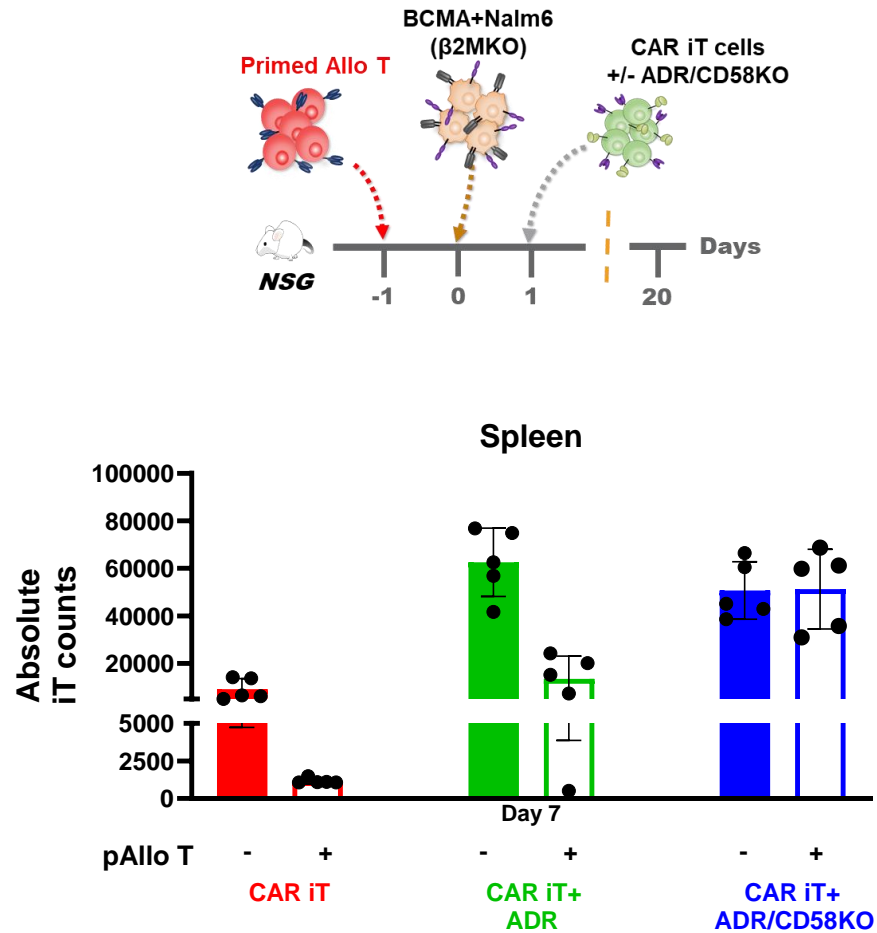 BCMA+Nalm6
(β2MKO)
Primed Allo T
CAR iT cells
+/- ADR/CD58KO
NSG
Days
-1
0
1
20
Spleen
Absolute
iT counts
100000
80000
60000
40000
20000
5000
2500
0
Day 7
pAllo T - + - + - +
CAR iT
CAR iT+
ADR
CAR iT+
ADR/CD58KO